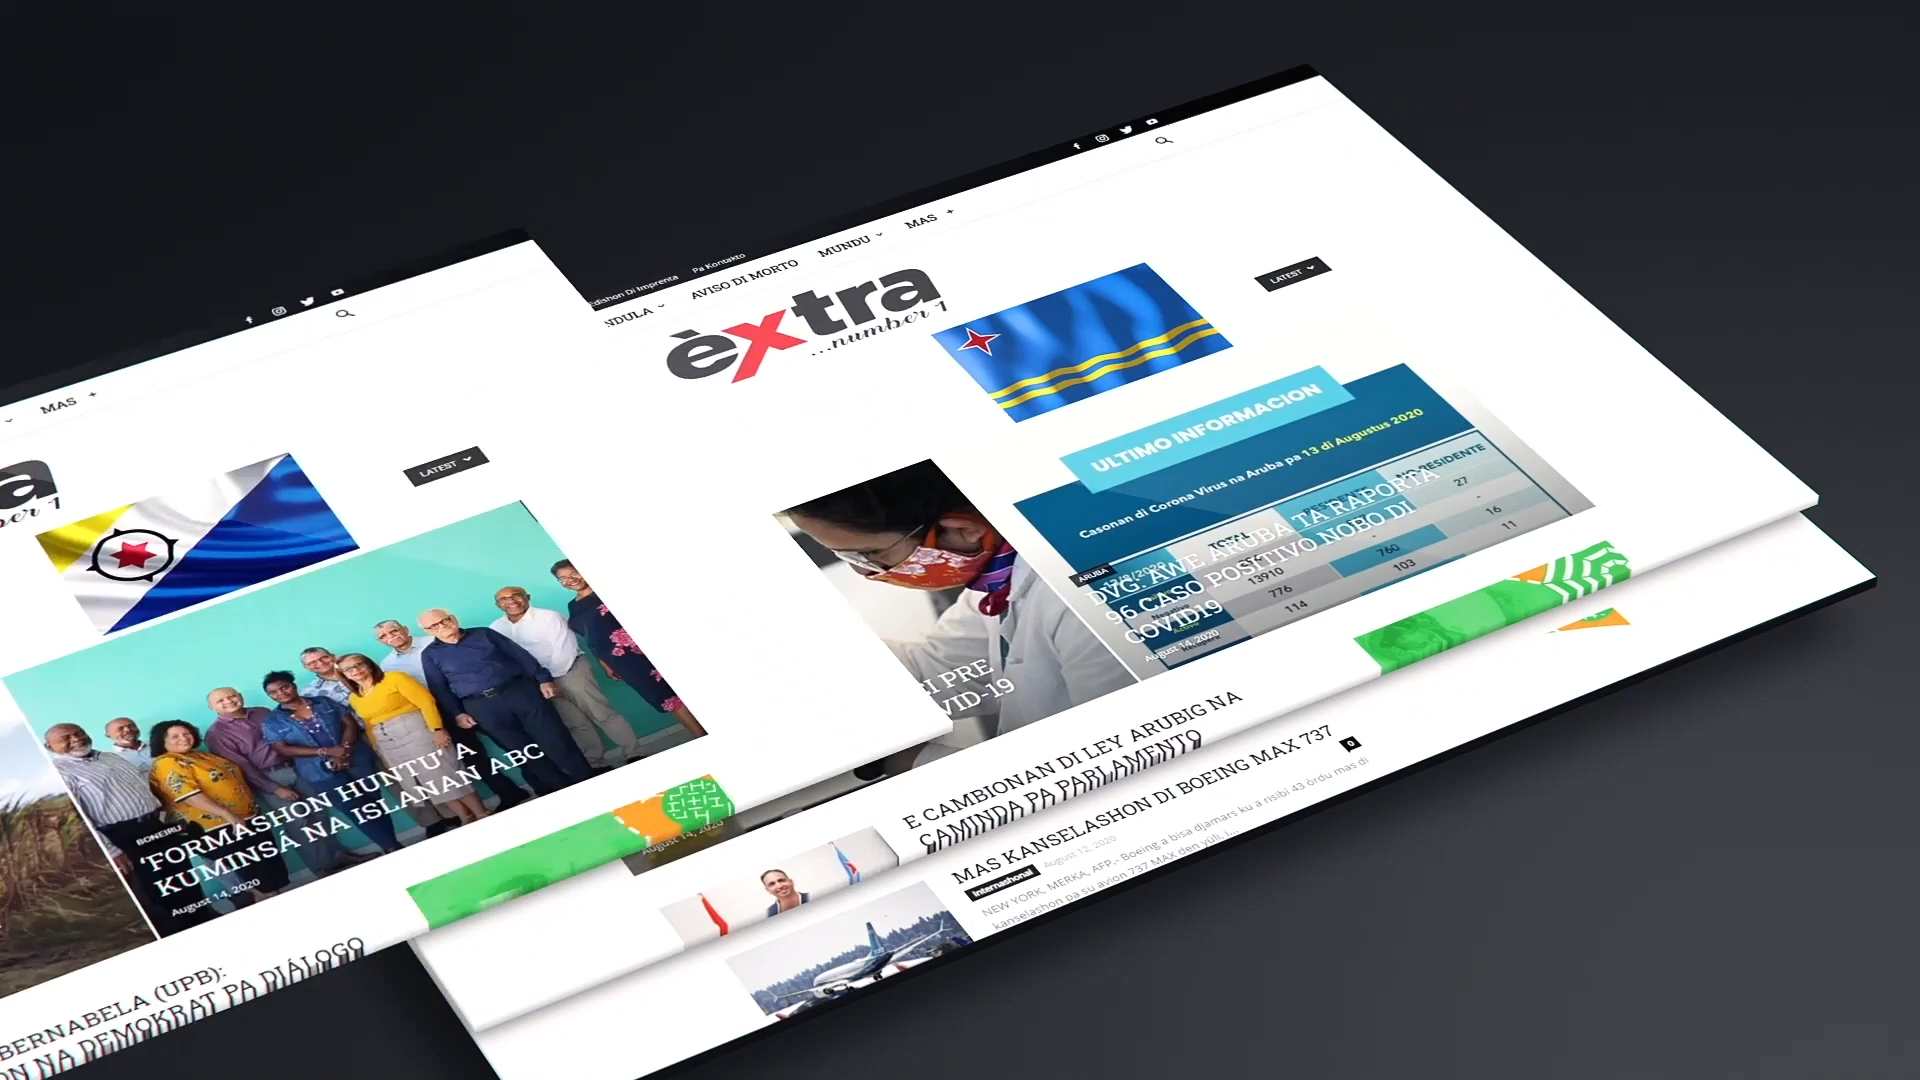 Edishon Di Imprenta
Pa Kontakto
AVISO DI MORTO
MUNDU
MAS +
èxtra
...number 1
LATEST
ULTIMO INFORMACION
Casonan di Corona Virus na Aruba pa 13 di Augustus 2020
NO RESIDENTE
TOTAL
27
-
16
11
-
760
103
13910
776
114
ARUBA
DVG: AWE ARUBA TA RAPORTA
96 CASO POSITIVO NOBO DI
COVID19
August 14, 2020
E CAMBIONAN DI LEY ARUBIG NA
CAMINDA PA PARLAMENTO
MAS KANSELASHON DI BOEING MAX 737
0
Internashonal
August 12, 2020
NEW YORK, MERKA, AFP.- Boeing a bisa djamars ku a risibi 43 òrdu mas di
kanselashon pa su avion 737 MAX den yüli, i...
MAS +
LATEST
BONEIRU
'FORMASHON HUNTU' A
KUMINSÁ NA ISLANAN ABC
August 14, 2020
August 14, 2020
BERNABELA (UPB):
NA DEMOKRAT PA DIÁLOGO